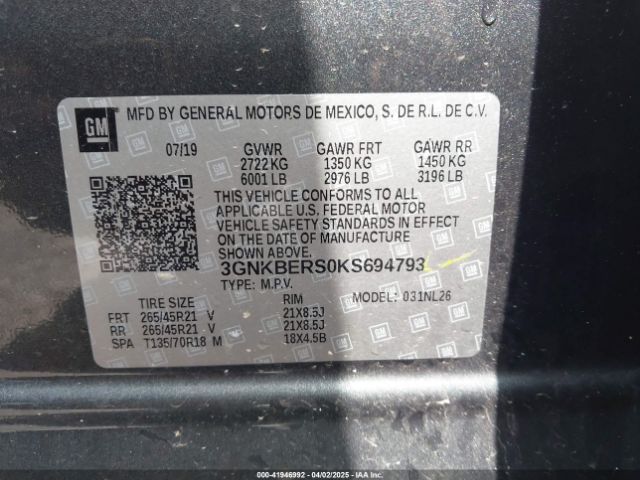 GM
MFD BY GENERAL MOTORS DE MEXICO, S. DE R.L. DE C.V.
07/19 GVWR GAWR FRT GAWR RR
2722 KG 1350 KG 1450 KG
6001 LB 2976 LB 3196 LB
THIS VEHICLE CONFORMS TO ALL
APPLICABLE U.S. FEDERAL MOTOR
VEHICLE SAFETY STANDARDS IN EFFECT
ON THE DATE OF MANUFACTURE
SHOWN ABOVE.
3GNKBERS0KS694793
TYPE: M.P.V. MODEL: 031NL26
TIRE SIZE RIM
FRT 265/45R21 V 21X8.5J
RR 265/45R21 V 21X8.5J
SPA T135/70R18 M 18X4.5B
000-41946992 - 04/02/2025 - IAAI.COM